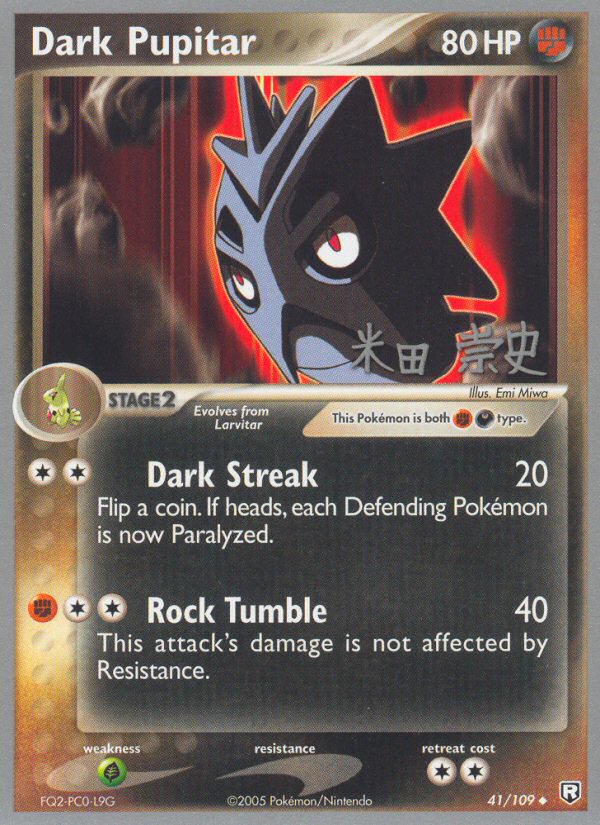 Dark Pupitar
80 HP
米田 崇史
Illus. Emi Miwa
STAGE 2
Evolves from
Larvitar
This Pokémon is both type.
Dark Streak 20
Flip a coin. If heads, each Defending Pokémon
is now Paralyzed.
Rock Tumble 40
This attack's damage is not affected by
Resistance.
weakness resistance retreat cost
FQ2-PC0-L9G
©2005 Pokémon/Nintendo
41/109
R